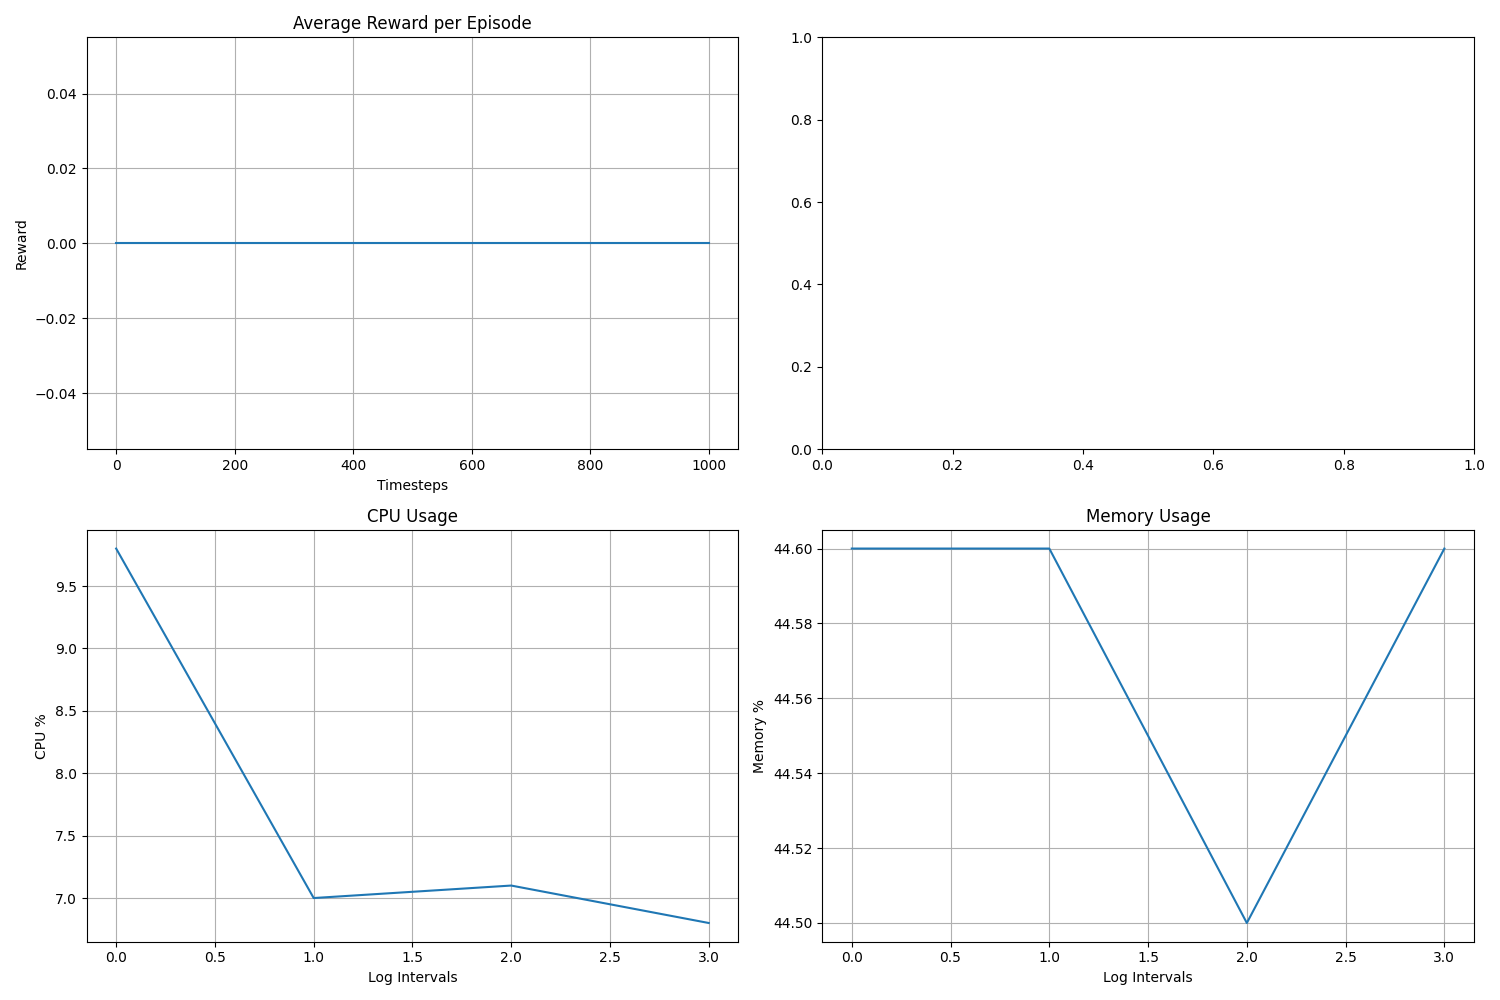 Average Reward per Episode
0.04
0.02
0.00
−0.02
−0.04
Reward
0 200 400 600 800 1000
Timesteps
1.0
0.8
0.6
0.4
0.2
0.0
0.0 0.2 0.4 0.6 0.8 1.0
CPU Usage
9.5
9.0
8.5
8.0
7.5
7.0
CPU %
0.0 0.5 1.0 1.5 2.0 2.5 3.0
Log Intervals
Memory Usage
44.60
44.58
44.56
44.54
44.52
44.50
Memory %
0.0 0.5 1.0 1.5 2.0 2.5 3.0
Log Intervals